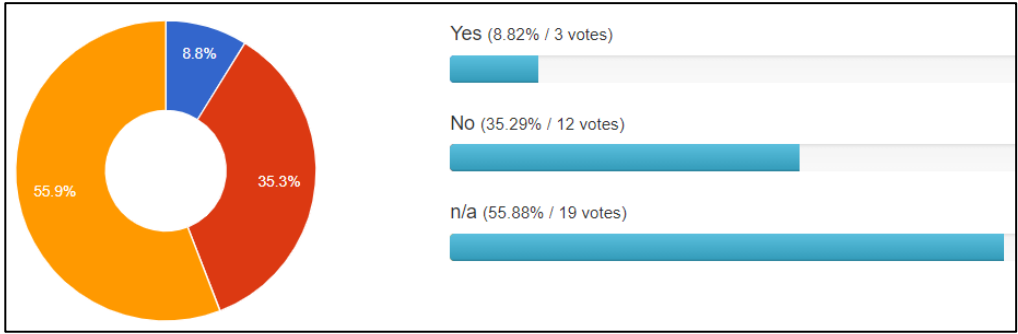 8.8%
35.3%
55.9%
Yes (8.82% / 3 votes)
No (35.29% / 12 votes)
n/a (55.88% / 19 votes)